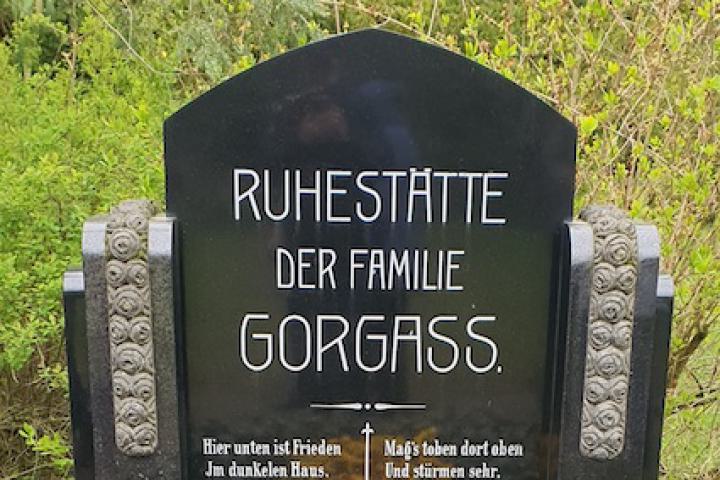 RUHESTÄTTE
DER FAMILIE
GORGASS.
Hier unten ist Frieden
Jm dunkelen Haus.
Mag's toben dort oben
Und stürmen sehr.